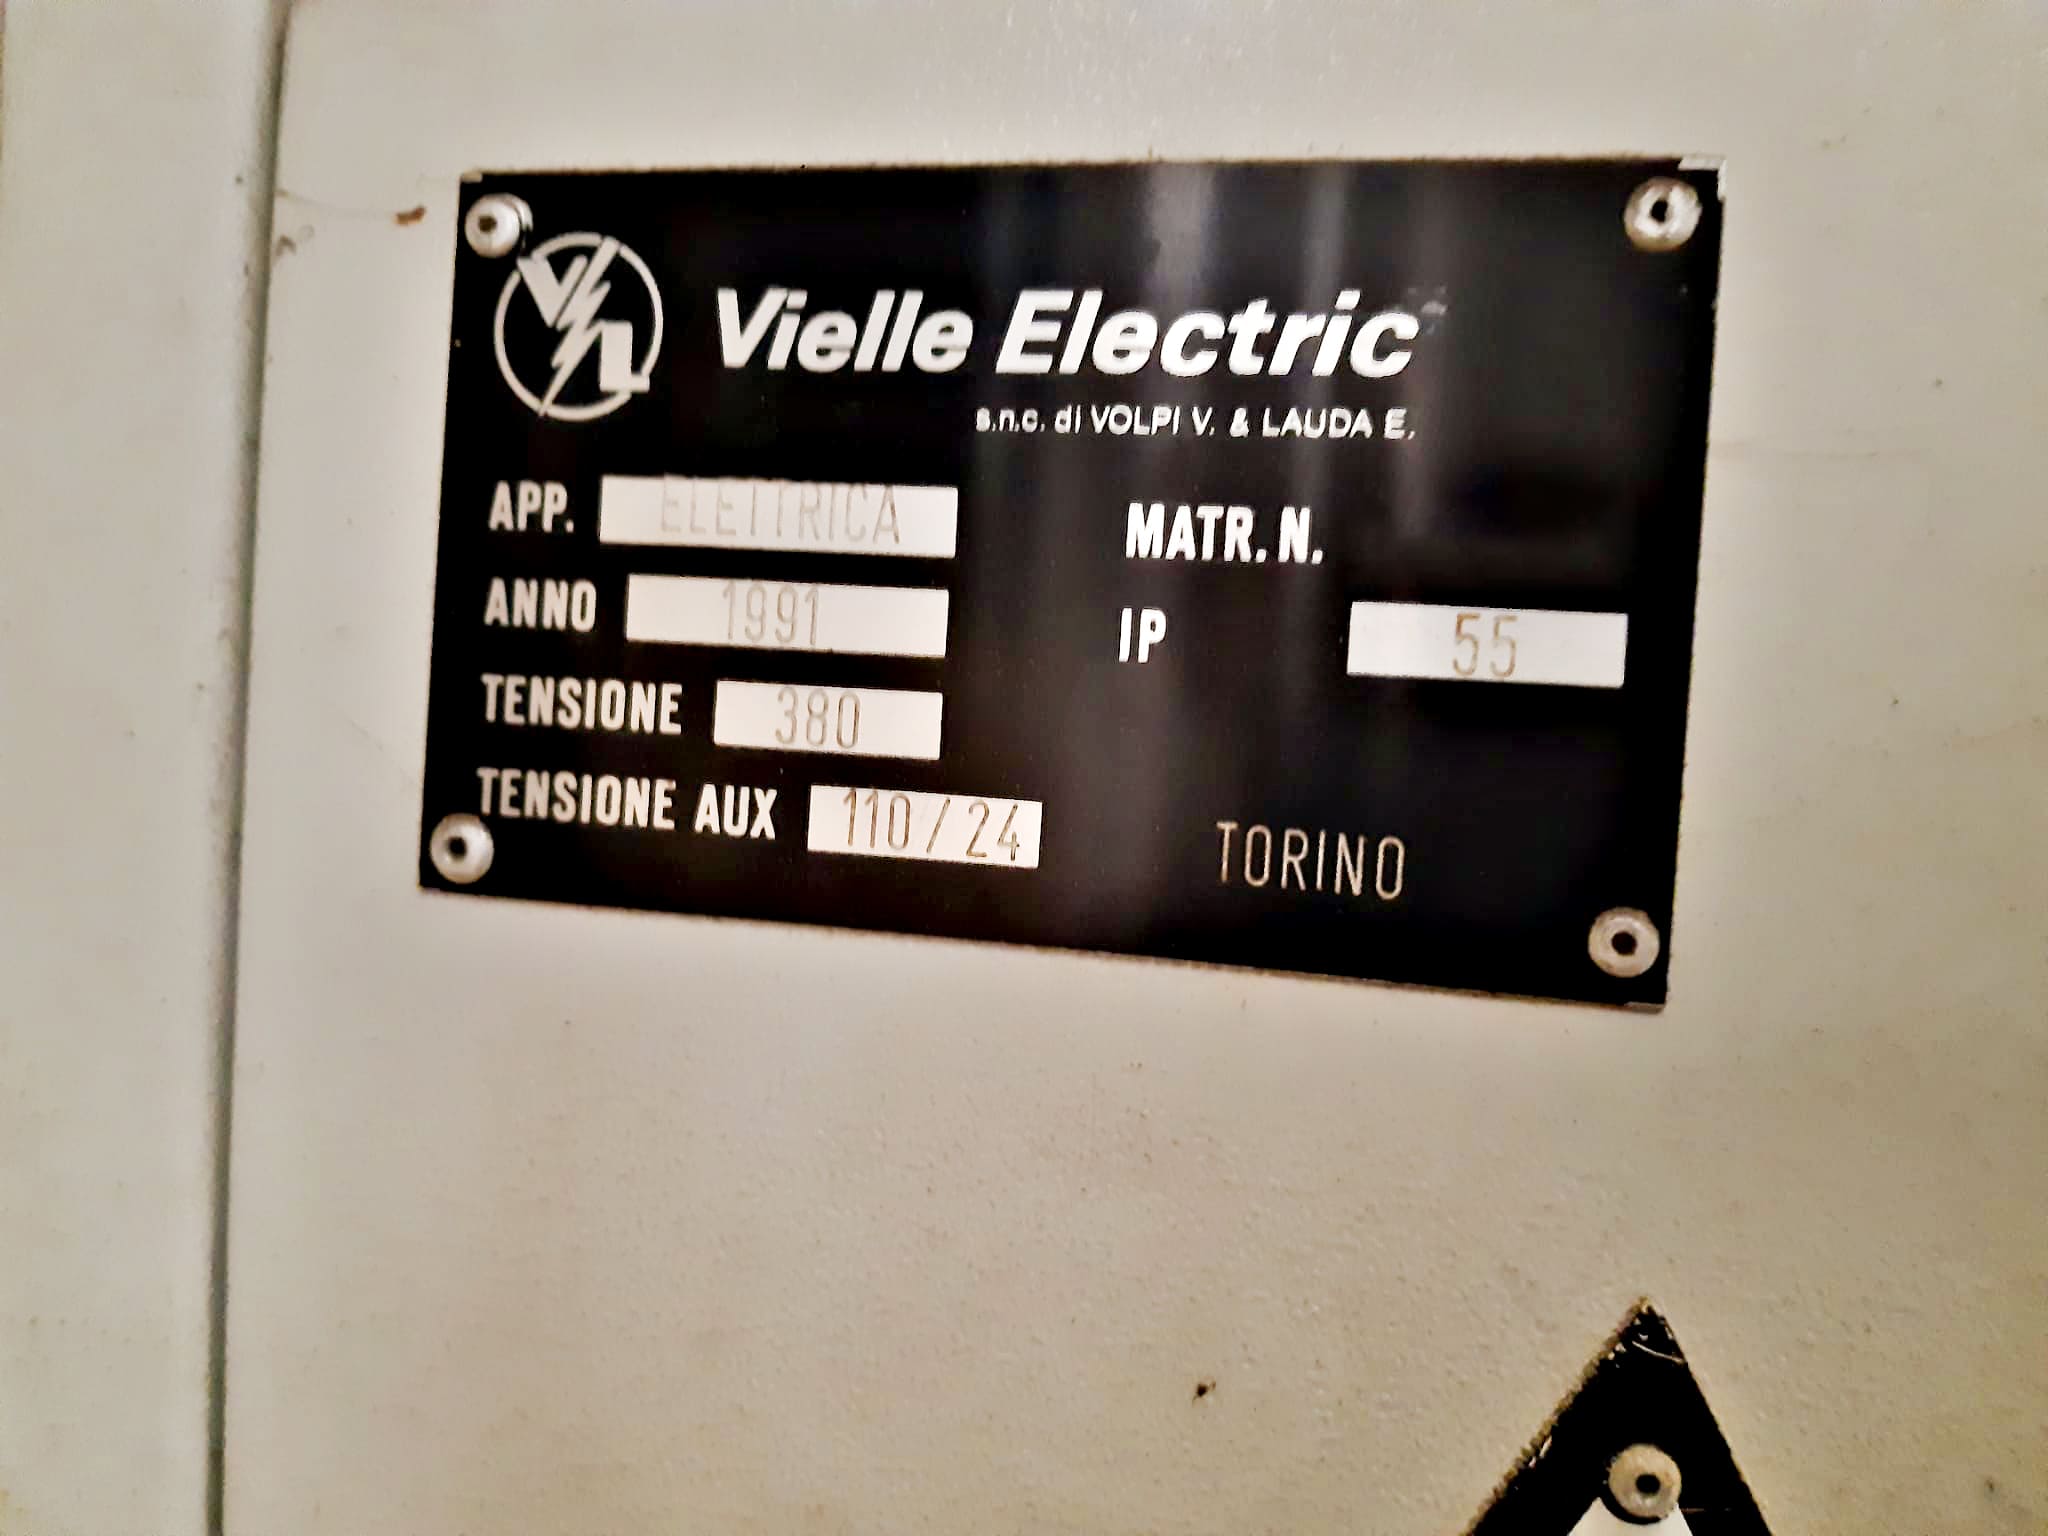 VL
Vielle Electric
s.n.c. di VOLPI V. & LAUDA E.
APP. ELETTRICA MATR. N.
ANNO 1991 IP 55
TENSIONE 380
TENSIONE AUX 110/24 TORINO